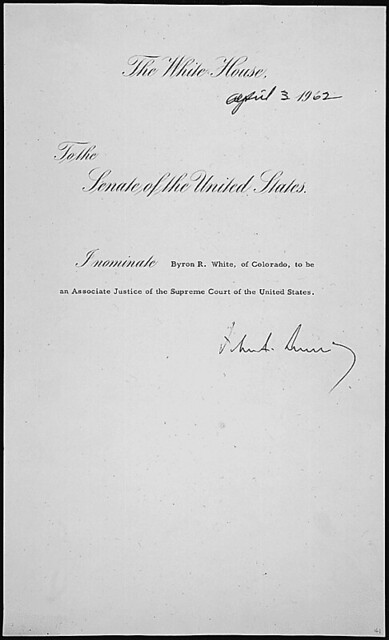 The White House,
April 3 1962
To the
Senate of the United States.
I nominate Byron R. White, of Colorado, to be
an Associate Justice of the Supreme Court of the United States.